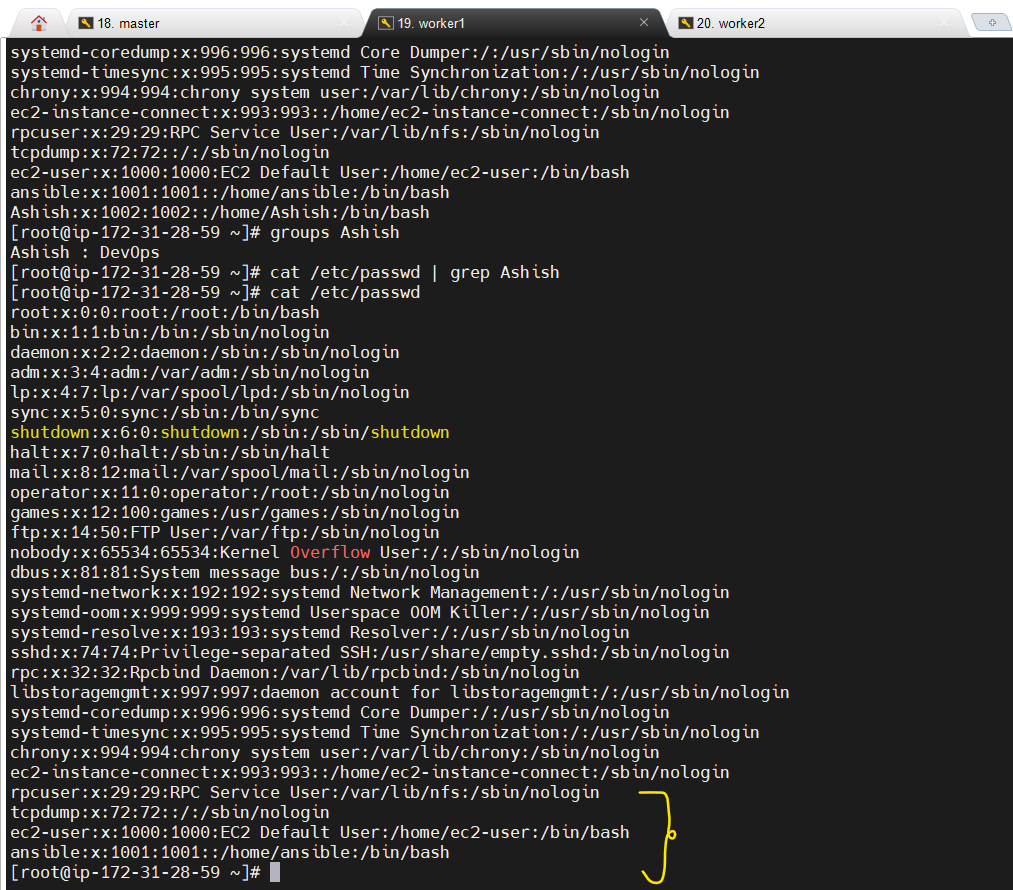 18. master
19. worker1
20. worker2
systemd-coredump:x:996:996:systemd Core Dumper:/:/usr/sbin/nologin
systemd-timesync:x:995:995:systemd Time Synchronization:/:/usr/sbin/nologin
chrony:x:994:994:chrony system user:/var/lib/chrony:/sbin/nologin
ec2-instance-connect:x:993:993::/home/ec2-instance-connect:/sbin/nologin
rpcuser:x:29:29:RPC Service User:/var/lib/nfs:/sbin/nologin
tcpdump:x:72:72::/:/sbin/nologin
ec2-user:x:1000:1000:EC2 Default User:/home/ec2-user:/bin/bash
ansible:x:1001:1001::/home/ansible:/bin/bash
Ashish:x:1002:1002::/home/Ashish:/bin/bash
[root@ip-172-31-28-59 ~]# groups Ashish
Ashish : DevOps
[root@ip-172-31-28-59 ~]# cat /etc/passwd | grep Ashish
[root@ip-172-31-28-59 ~]# cat /etc/passwd
root:x:0:0:root:/root:/bin/bash
bin:x:1:1:bin:/bin:/sbin/nologin
daemon:x:2:2:daemon:/sbin:/sbin/nologin
adm:x:3:4:adm:/var/adm:/sbin/nologin
lp:x:4:7:lp:/var/spool/lpd:/sbin/nologin
sync:x:5:0:sync:/sbin:/bin/sync
shutdown:x:6:0:shutdown:/sbin:/sbin/shutdown
halt:x:7:0:halt:/sbin:/sbin/halt
mail:x:8:12:mail:/var/spool/mail:/sbin/nologin
operator:x:11:0:operator:/root:/sbin/nologin
games:x:12:100:games:/usr/games:/sbin/nologin
ftp:x:14:50:FTP User:/var/ftp:/sbin/nologin
nobody:x:65534:65534:Kernel Overflow User:/:/sbin/nologin
dbus:x:81:81:System message bus:/:/sbin/nologin
systemd-network:x:192:192:systemd Network Management:/:/usr/sbin/nologin
systemd-oom:x:999:999:systemd Userspace OOM Killer:/:/usr/sbin/nologin
systemd-resolve:x:193:193:systemd Resolver:/:/usr/sbin/nologin
sshd:x:74:74:Privilege-separated SSH:/usr/share/empty.sshd:/sbin/nologin
rpc:x:32:32:Rpcbind Daemon:/var/lib/rpcbind:/sbin/nologin
libstoragemgmt:x:997:997:daemon account for libstoragemgmt:/:/usr/sbin/nologin
systemd-coredump:x:996:996:systemd Core Dumper:/:/usr/sbin/nologin
systemd-timesync:x:995:995:systemd Time Synchronization:/:/usr/sbin/nologin
chrony:x:994:994:chrony system user:/var/lib/chrony:/sbin/nologin
ec2-instance-connect:x:993:993::/home/ec2-instance-connect:/sbin/nologin
rpcuser:x:29:29:RPC Service User:/var/lib/nfs:/sbin/nologin
tcpdump:x:72:72::/:/sbin/nologin
ec2-user:x:1000:1000:EC2 Default User:/home/ec2-user:/bin/bash
ansible:x:1001:1001::/home/ansible:/bin/bash
[root@ip-172-31-28-59 ~]#